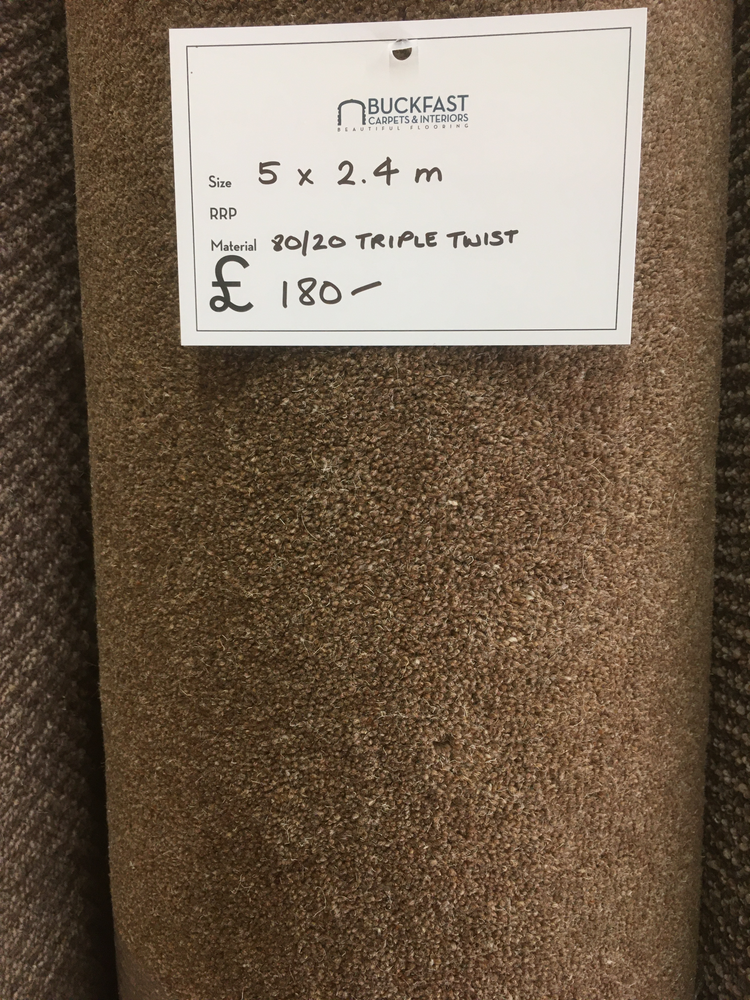 BUCKFAST
CARPETS & INTERIORS
BEAUTIFUL FLOORING
Size 5 x 2.4 m
RRP
Material 80/20 TRIPLE TWIST
£ 180-